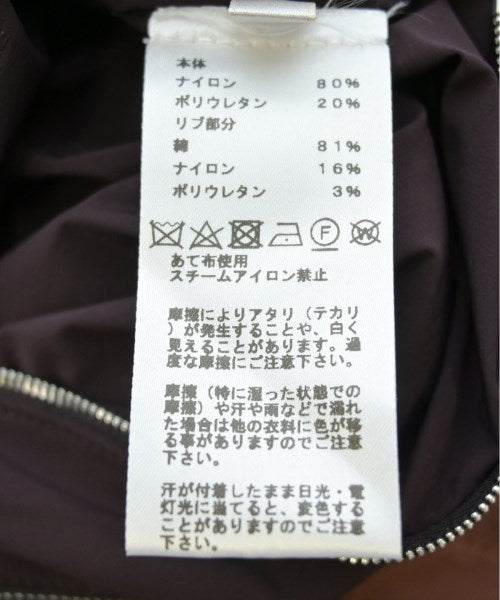 本体
ナイロン 80%
ポリウレタン 20%
リブ部分
綿 81%
ナイロン 16%
ポリウレタン 3%
F W
あて布使用
スチームアイロン禁止
摩擦によりアタリ(テカリ
)が発生することや、白く
見えることがあります。過
度な摩擦にご注意下さい。
摩擦(特に湿った状態での
摩擦)や汗や雨などで濡れ
た場合は他の衣料に色が移
る事がありますのでご注意
下さい。
汗が付着したまま日光・電
灯光に当てると、変色する
ことがありますのでご注意
下さい。